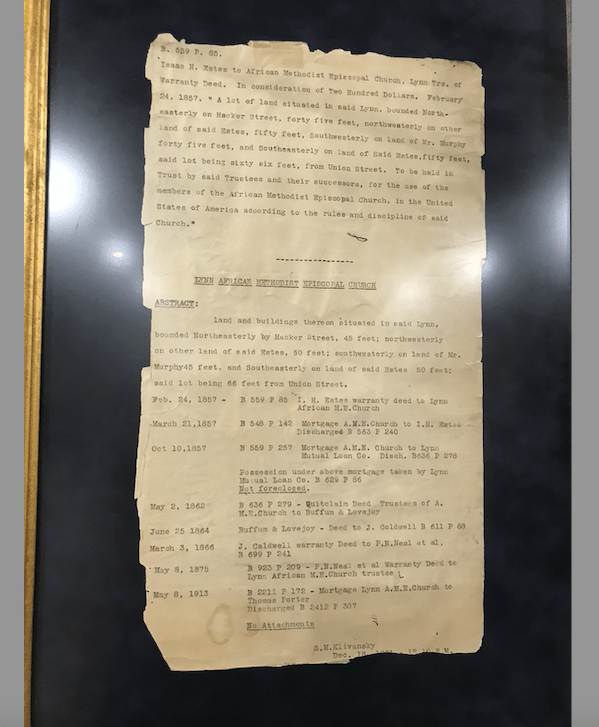 B. 559 P. 85.
Isaac H. Estes to African Methodist Episcopal Church, Lynn Trs. of
Warranty Deed. In consideration of Two Hundred Dollars. February
24, 1857. " A lot of land situated in said Lynn, bounded North-
easterly on Hacker Street, forty five feet, northwesterly on other
land of said Estes, fifty feet, Southwesterly on land of Mr. Murphy
forty five feet, and Southeasterly on land of Said Estes,fifty feet,
said lot being sixty six feet, from Union Street. To be held in
Trust by said Trustees and their successors, for the use of the
members of the African Methodist Episcopal Church, in the United
States of America according to the rules and discipline of said
Church."
---------------
LYNN AFRICAN METHODIST EPISCOPAL CHURCH
ABSTRACT:
land and buildings thereon situated in said Lynn,
bounded Northeasterly by Hacker Street, 45 feet; northwesterly
on other land of said Estes, 50 feet; southwesterly on land of Mr.
Murphy45 feet, and Southeasterly on land of said Estes 50 feet;
said lot being 66 feet from Union Street.
Feb. 24, 1857 - B 559 P 85 I. H. Estes warranty deed to Lynn
African M.E.Church
March 21,1857 B 548 P 142 Mortgage A.M.E.Church to I.H. Estes
Discharged B 563 P 240
Oct 10,1857 B 559 P 257 Mortgage A.M.E. Church to Lynn
Mutual Loan Co. Disch. B636 P 278
Possession under above mortgage taken by Lynn
Mutual Loan Co. B 629 P 86
Not foreclosed.
May 2, 1862 B 636 P 279 - Quitclaim Deed Trustees of A.
M.E.Church to Buffum & Lovejoy
June 25 1864 Buffum & Lovejoy - Deed to J. Coldwell B 611 P 88
March 3, 1866 J. Caldwell warranty Deed to P.N.Neal et al,
B 699 P 241
May 8, 1875 B 923 P 209 - P.N.Neal et al Warranty Deed to
Lynn African M.E.Church trustee
May 8, 1913 B 2211 P 172 - Mortgage Lynn A.M.E.Church to
Thomas Porter
Discharged B 2412 P 307
No Attachments
S.M.Klivansky
Dec.